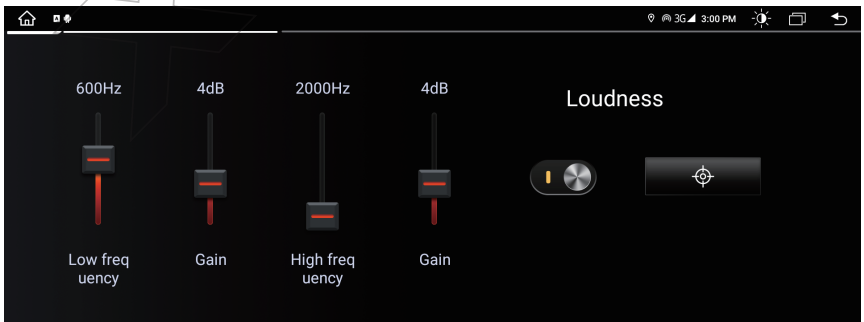 3G 3:00 PM
600Hz 4dB 2000Hz 4dB
Loudness
Low freq Gain High freq Gain
uency uency